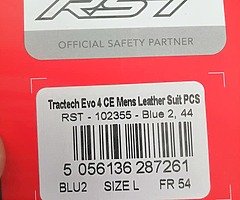 RST
OFFICIAL SAFETY PARTNER
Tractech Evo 4 CE Mens Leather Suit PCS
RST - 102355 - Blue 2, 44
5 056136 287261
BLU2 SIZE L FR 54